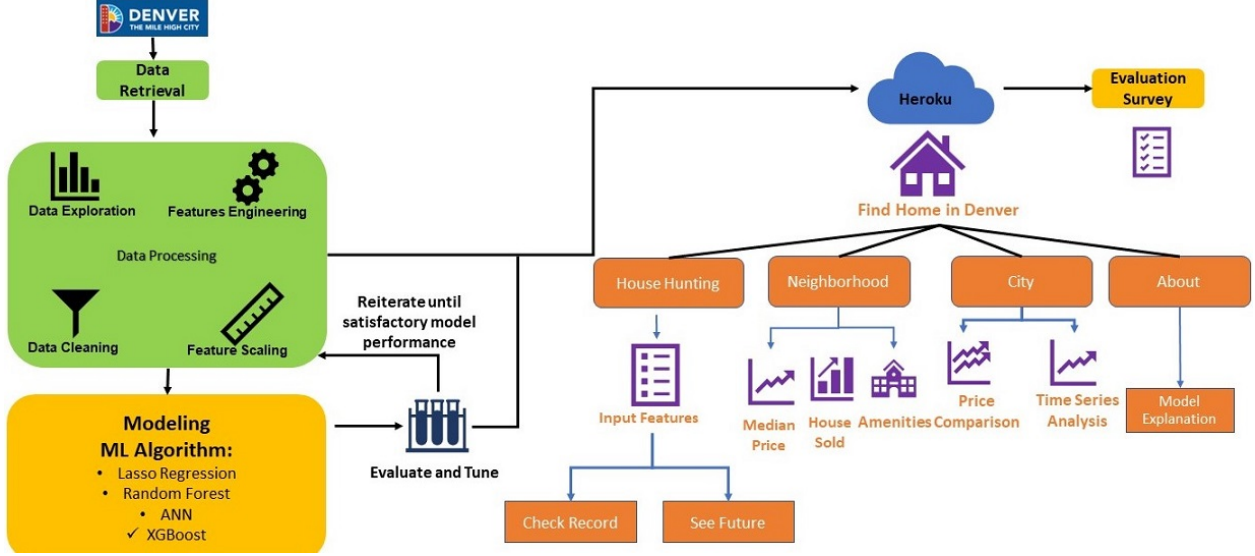 DENVER
THE MILE HIGH CITY
Data
Retrieval
Data Exploration
Features Engineering
Data Processing
Data Cleaning
Feature Scaling
Modeling
ML Algorithm:
• Lasso Regression
• Random Forest
• ANN
✓ XGBoost
Reiterate until
satisfactory model
performance
Evaluate and Tune
Heroku
Evaluation
Survey
Find Home in Denver
House Hunting
Neighborhood
City
About
Input Features
Median
Price
House
Sold
Amenities
Price
Comparison
Time Series
Analysis
Model
Explanation
Check Record
See Future